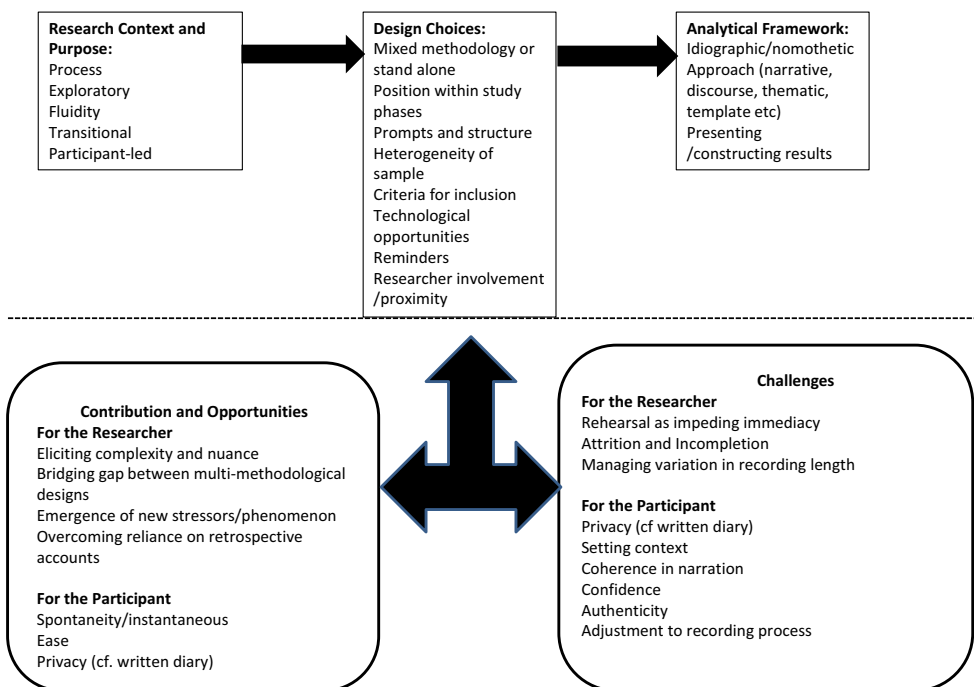 Research Context and
Purpose:
Process
Exploratory
Fluidity
Transitional
Participant-led
Design Choices:
Mixed methodology or
stand alone
Position within study
phases
Prompts and structure
Heterogeneity of
sample
Criteria for inclusion
Technological
opportunities
Reminders
Researcher involvement
/proximity
Analytical Framework:
Idiographic/nomothetic
Approach (narrative,
discourse, thematic,
template etc)
Presenting
/constructing results
Contribution and Opportunities
For the Researcher
Eliciting complexity and nuance
Bridging gap between multi-methodological
designs
Emergence of new stressors/phenomenon
Overcoming reliance on retrospective
accounts
For the Participant
Spontaneity/instantaneous
Ease
Privacy (cf. written diary)
Challenges
For the Researcher
Rehearsal as impeding immediacy
Attrition and Incompletion
Managing variation in recording length
For the Participant
Privacy (cf written diary)
Setting context
Coherence in narration
Confidence
Authenticity
Adjustment to recording process